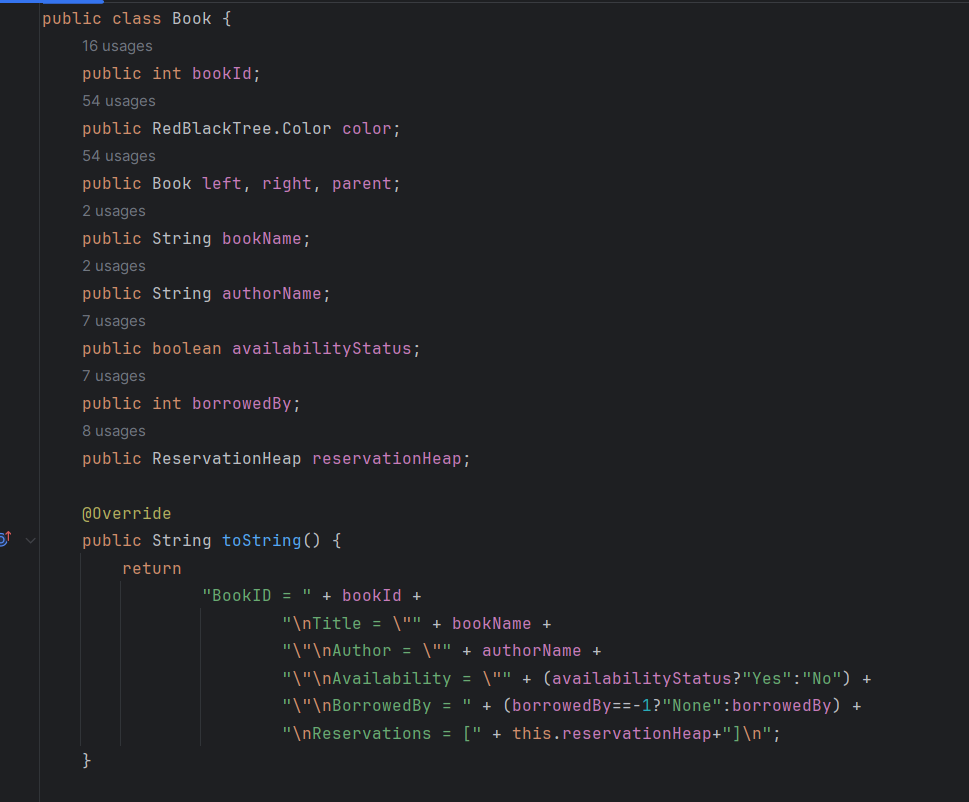 public class Book {
16 usages
public int bookId;
54 usages
public RedBlackTree.Color color;
54 usages
public Book left, right, parent;
2 usages
public String bookName;
2 usages
public String authorName;
7 usages
public boolean availabilityStatus;
7 usages
public int borrowedBy;
8 usages
public ReservationHeap reservationHeap;
@Override
public String toString() {
return
"BookID = " + bookId +
"\nTitle = \"" + bookName +
"\"\nAuthor = \"" + authorName +
"\"\nAvailability = \"" + (availabilityStatus?"Yes":"No") +
"\"\nBorrowedBy = " + (borrowedBy==-1?"None":borrowedBy) +
"\nReservations = [" + this.reservationHeap+"]\n";
}